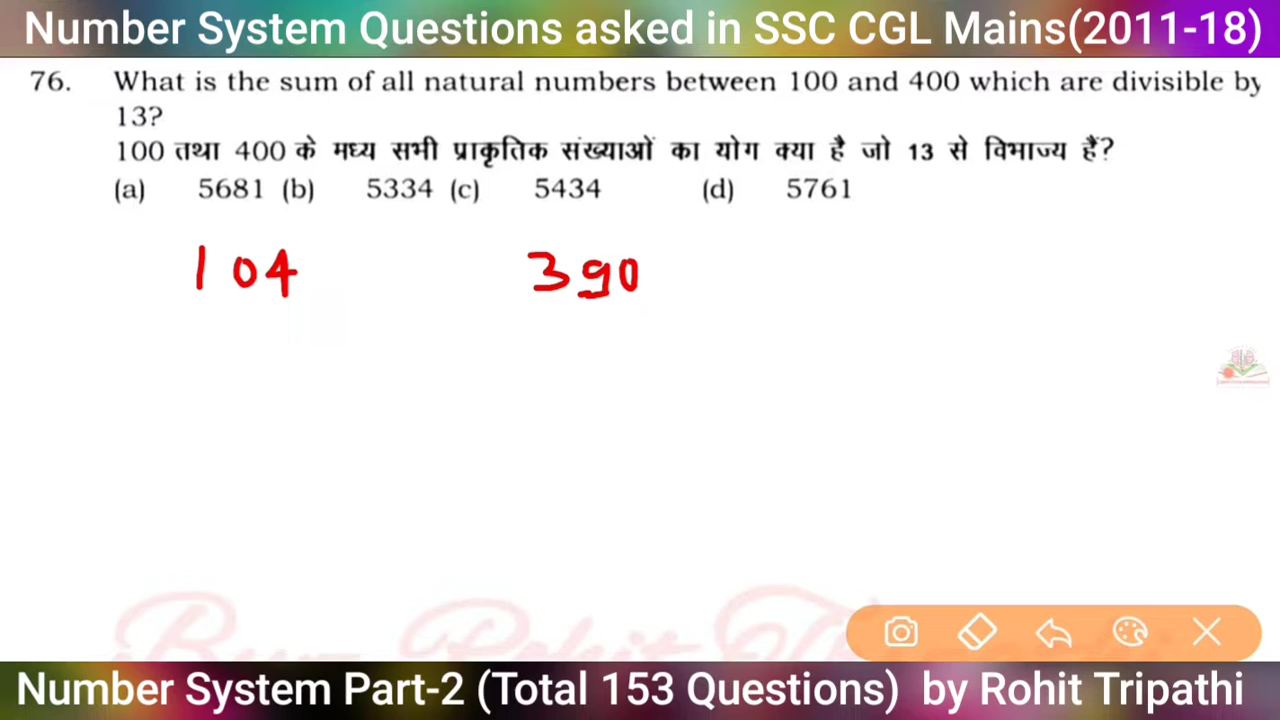 Number System Questions asked in SSC CGL Mains(2011-18)
76. What is the sum of all natural numbers between 100 and 400 which are divisible by
13?
100 तथा 400 के मध्य सभी प्राकृतिक संख्याओं का योग क्या है जो 13 से विभाज्य हैं?
(a) 5681 (b) 5334 (c) 5434 (d) 5761
104 390
Number System Part-2 (Total 153 Questions) by Rohit Tripathi